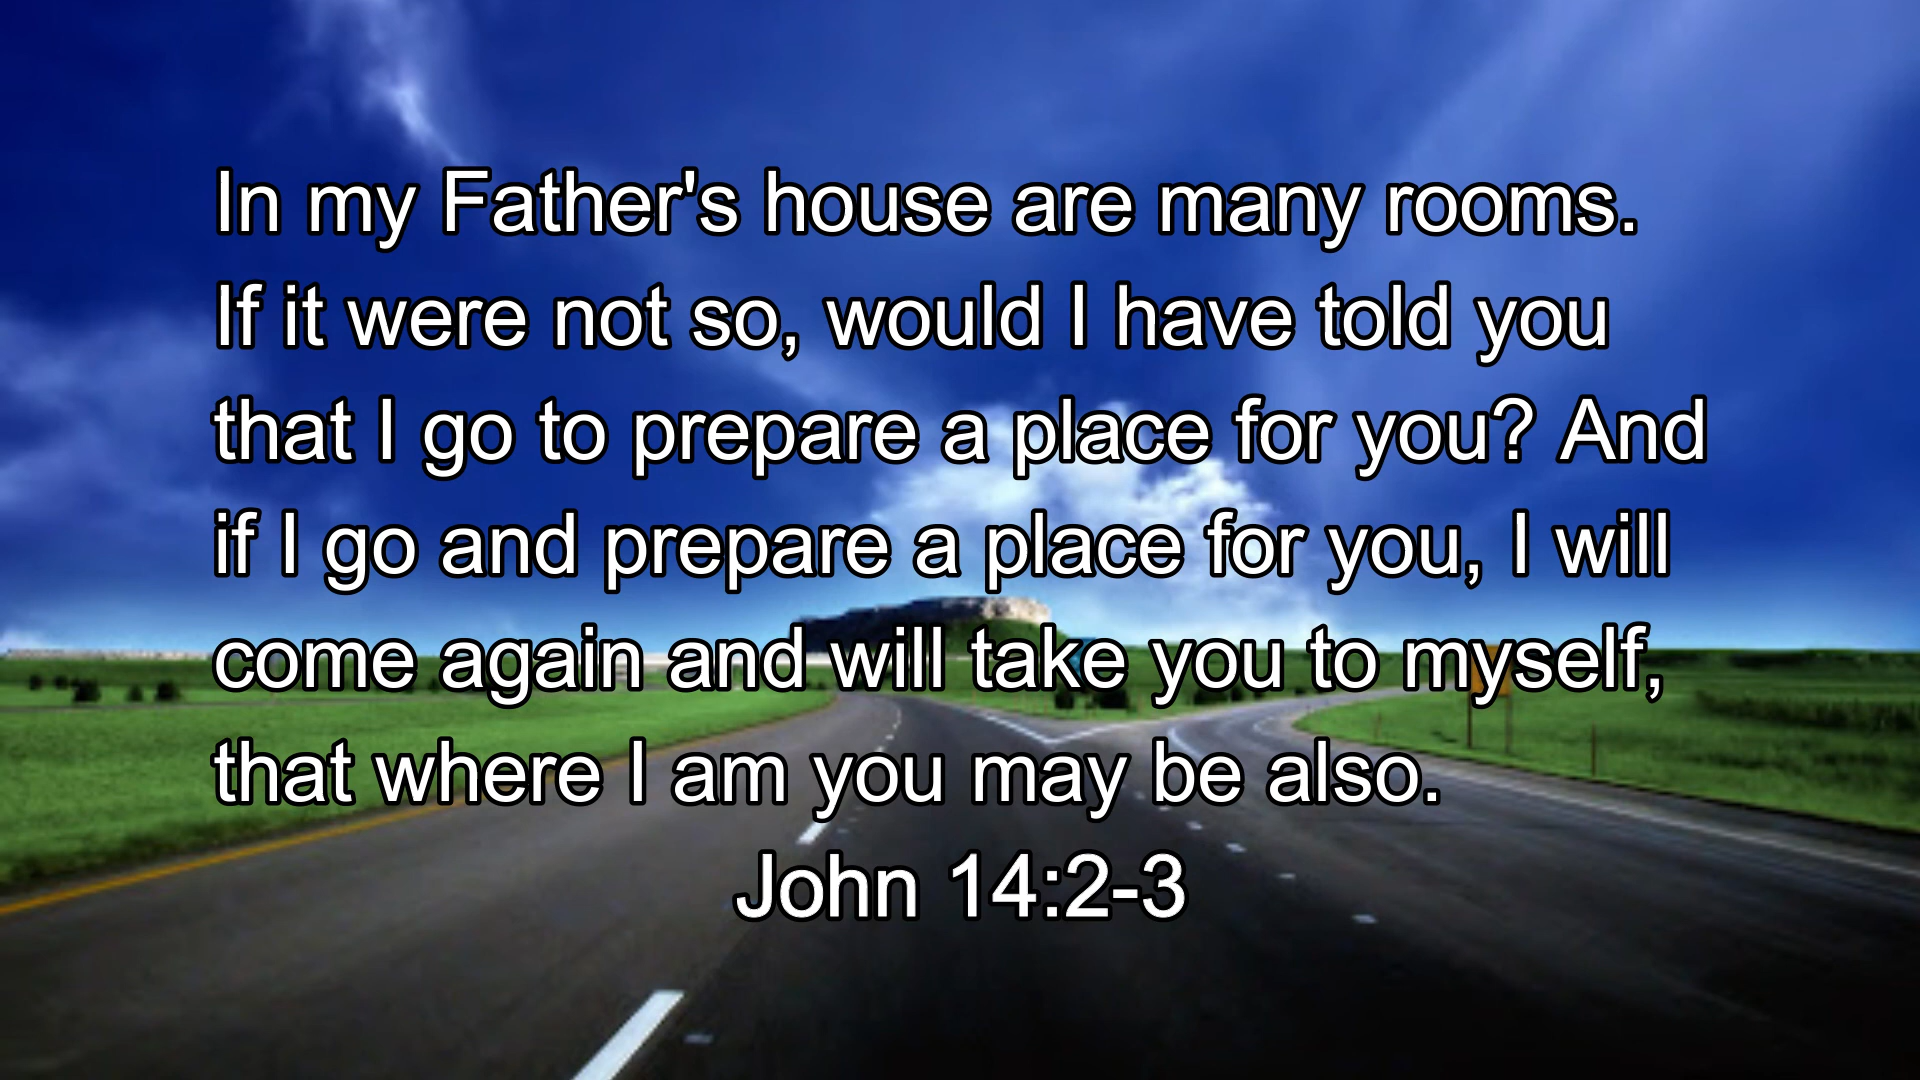 In my Father's house are many rooms.
If it were not so, would I have told you
that I go to prepare a place for you? And
if I go and prepare a place for you, I will
come again and will take you to myself,
that where I am you may be also.
John 14:2-3